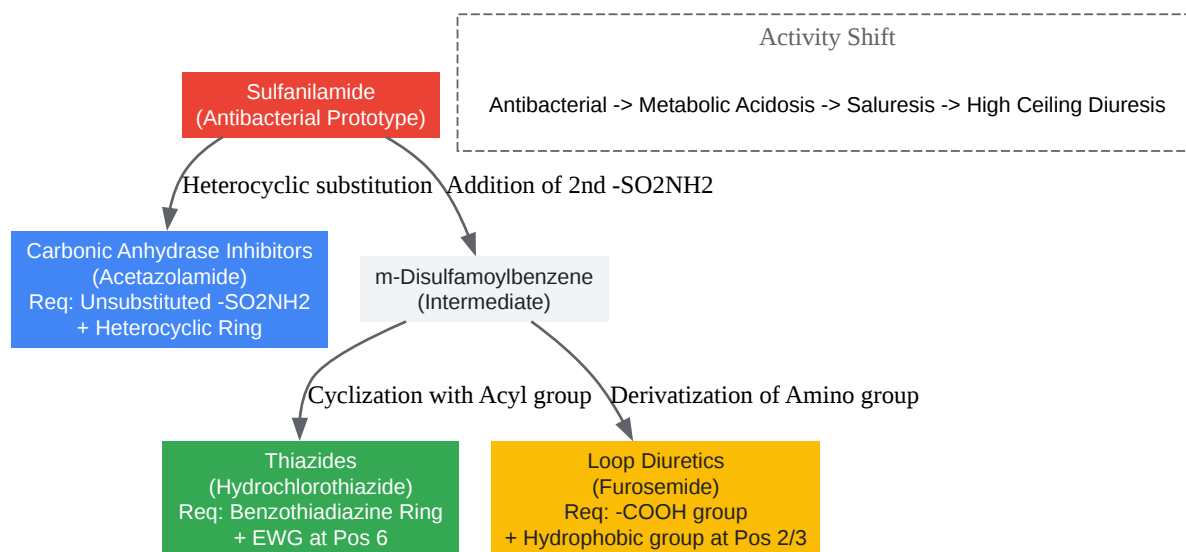 Activity Shift
Antibacterial -> Metabolic Acidosis -> Saluresis -> High Ceiling Diuresis
Sulfanilamide
(Antibacterial Prototype)
Heterocyclic substitution
Addition of 2nd -SO2NH2
Carbonic Anhydrase Inhibitors
(Acetazolamide)
Req: Unsubstituted -SO2NH2
+ Heterocyclic Ring
m-Disulfamoylbenzene
(Intermediate)
Cyclization with Acyl group
Derivatization of Amino group
Thiazides
(Hydrochlorothiazide)
Req: Benzothiadiazine Ring
+ EWG at Pos 6
Loop Diuretics
(Furosemide)
Req: -COOH group
+ Hydrophobic group at Pos 2/3